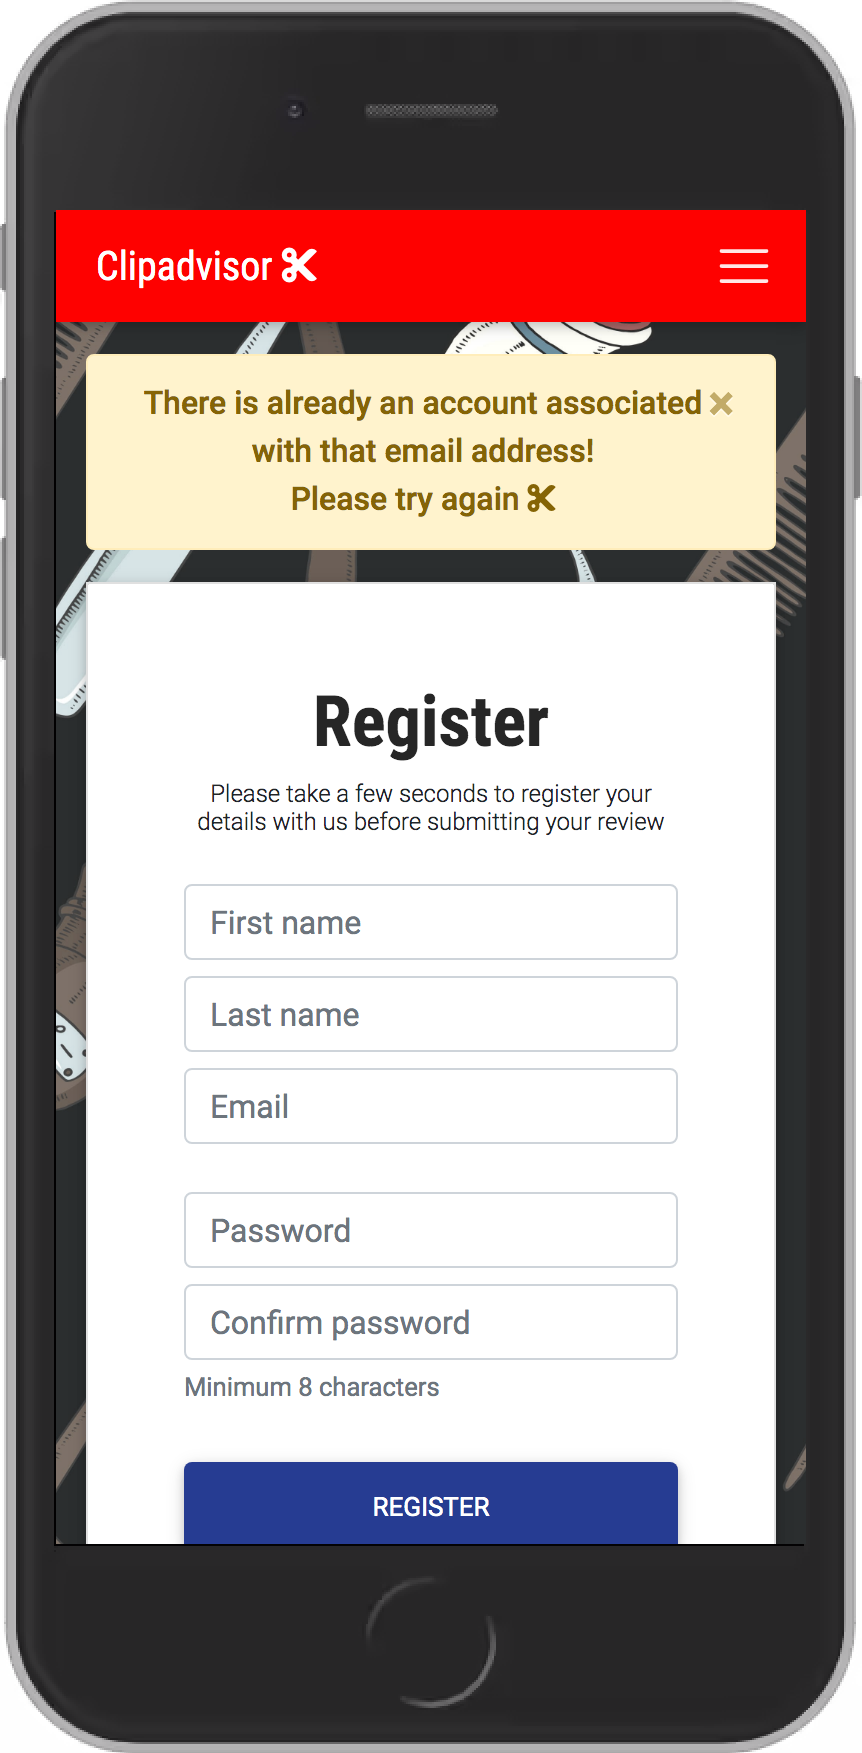 Clipadvisor
There is already an account associated
with that email address!
Please try again
Register
Please take a few seconds to register your
details with us before submitting your review
First name
Last name
Email
Password
Confirm password
Minimum 8 characters
REGISTER